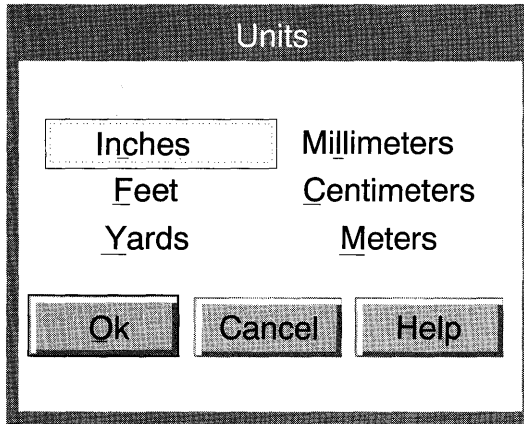 Units
Inches Millimeters
Feet Centimeters
Yards Meters
Ok Cancel Help